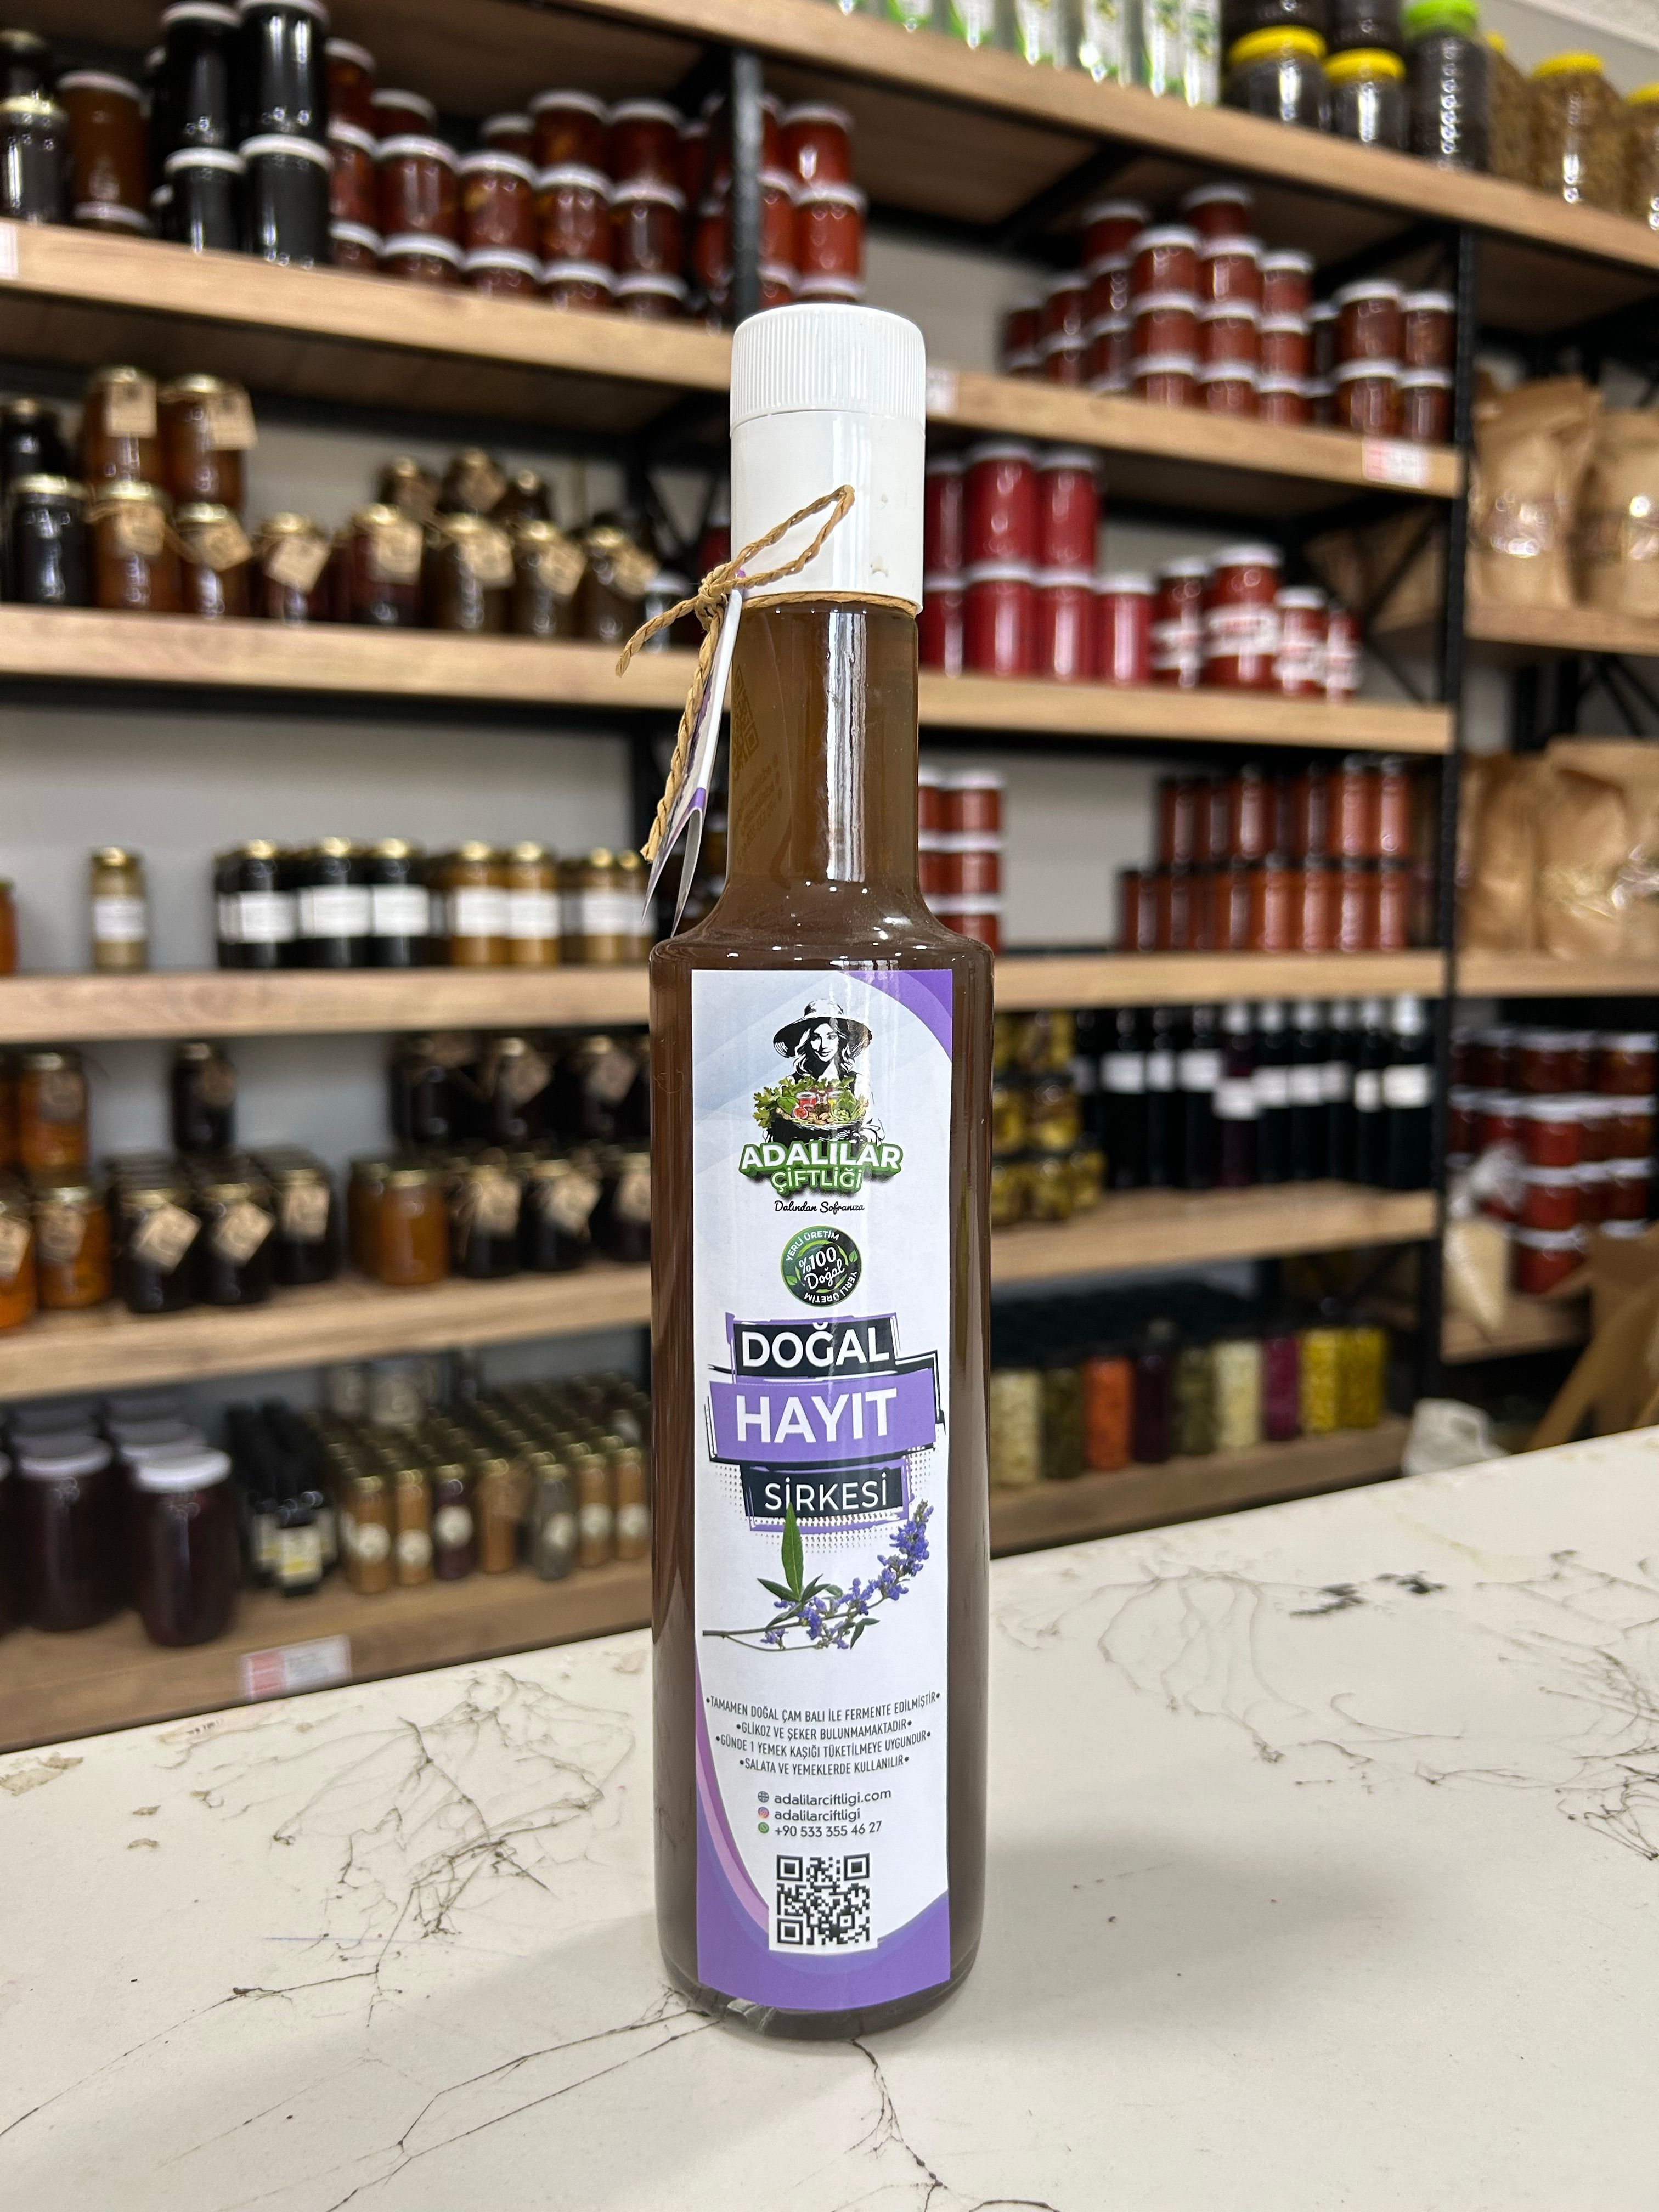 ADALILAR
ÇİFTLİĞİ
Dalından Sofranıza
YERLİ ÜRETİM
%100
Doğal
YERLİ ÜRETİM
DOĞAL
HAYIT
SİRKESİ
•TAMAMEN DOĞAL ÇAM BALI İLE FERMENTE EDİLMİŞTİR•
•GLİKOZ VE ŞEKER BULUNMAMAKTADIR•
•GÜNDE 1 YEMEK KAŞIĞI TÜKETİLMEYE UYGUNDUR•
•SALATA VE YEMEKLERDE KULLANILIR•
adalilarciftligi.com
adalilarciftligi
+90 533 355 46 27